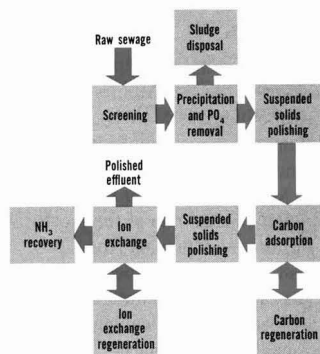 Raw sewage
Sludge
disposal
Screening
Precipitation
and PO₄
removal
Suspended
solids
polishing
Polished
effluent
NH₃
recovery
Ion
exchange
Suspended
solids
polishing
Carbon
adsorption
Ion
exchange
regeneration
Carbon
regeneration